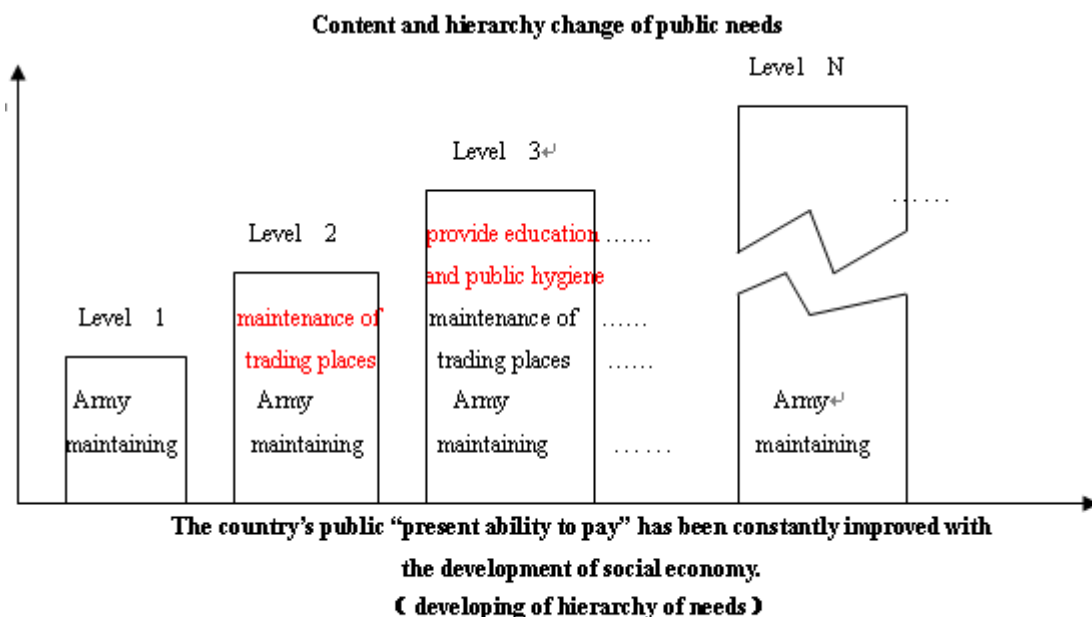 Content and hierarchy change of public needs
Level N
Level 3↵
Level 2
provide education ……
……
and public hygiene
Level 1
maintenance of
maintenance of ……
trading places
trading places ……
Army
Army
Army
Army↵
maintaining
maintaining
maintaining ……
maintaining
The country's public “present ability to pay” has been constantly improved with
the development of social economy.
( developing of hierarchy of needs )